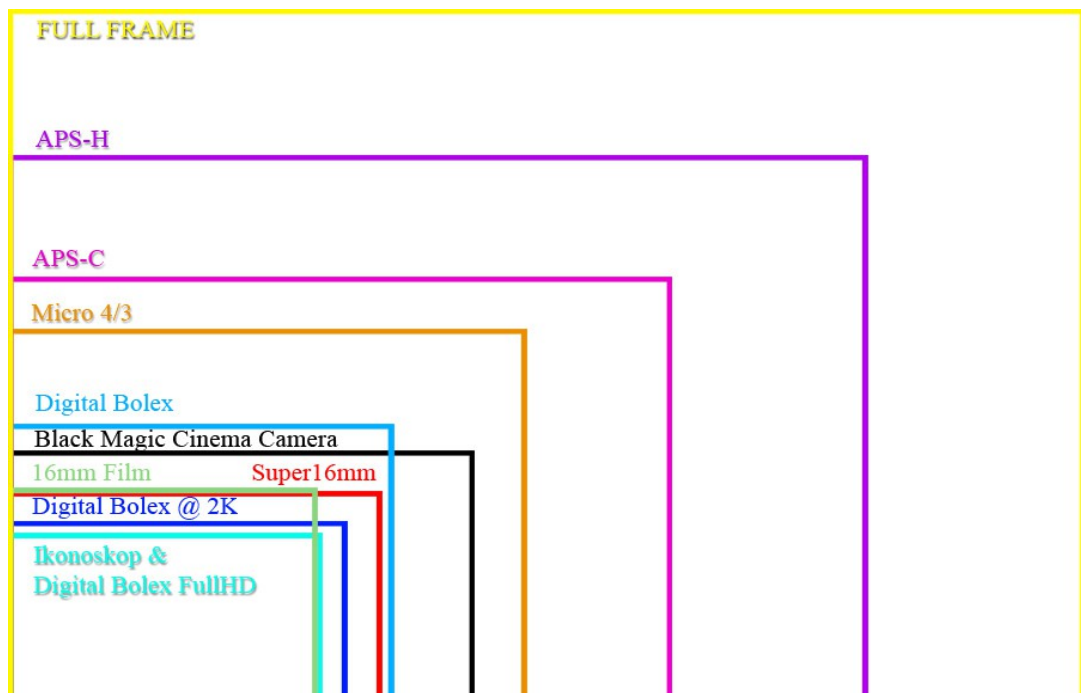 FULL FRAME
APS-H
APS-C
Micro 4/3
Digital Bolex
Black Magic Cinema Camera
16mm Film Super16mm
Digital Bolex @ 2K
Ikonoskop &
Digital Bolex FullHD